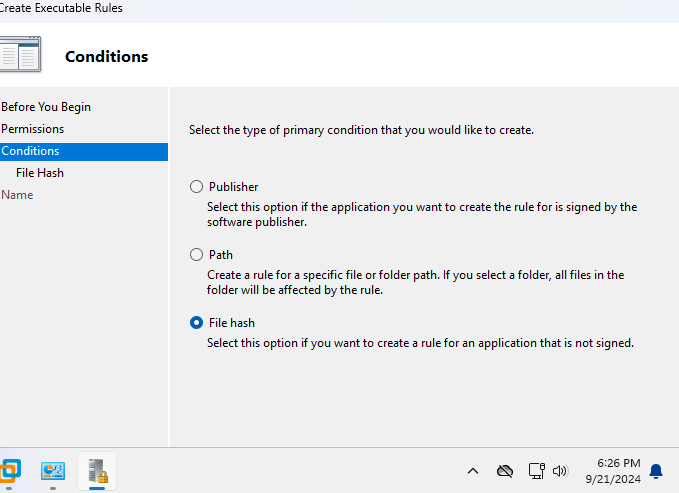 Create Executable Rules
Conditions
Before You Begin
Permissions
Conditions
File Hash
Name
Select the type of primary condition that you would like to create.
Publisher
Select this option if the application you want to create the rule for is signed by the
software publisher.
Path
Create a rule for a specific file or folder path. If you select a folder, all files in the
folder will be affected by the rule.
File hash
Select this option if you want to create a rule for an application that is not signed.
6:26 PM
9/21/2024